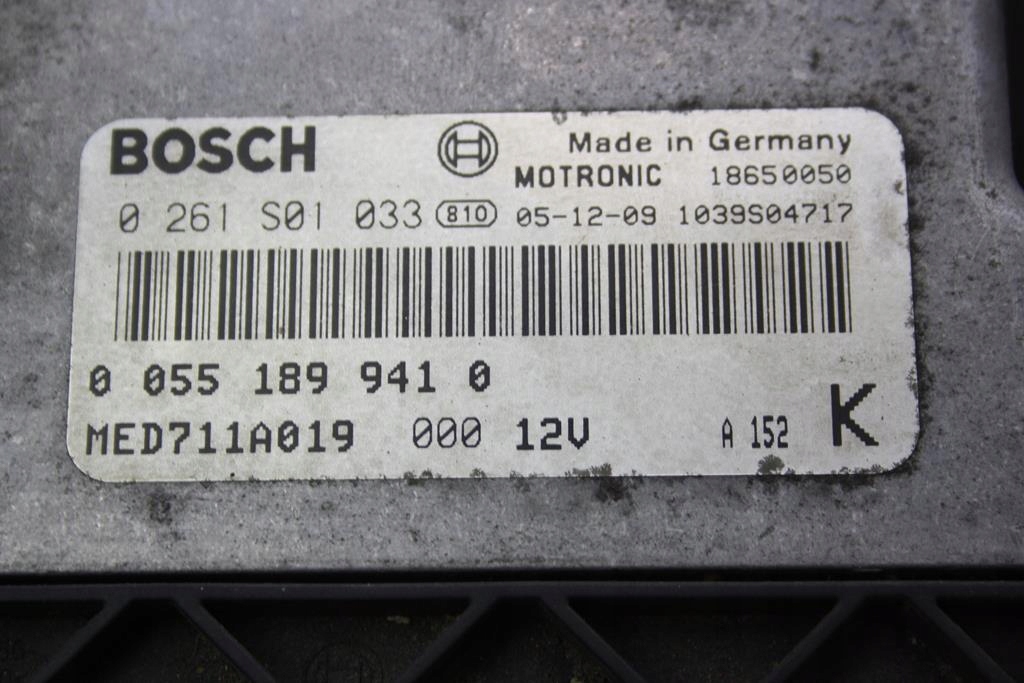 BOSCH Made in Germany
MOTRONIC 18650050
0 261 S01 033 810 05-12-09 1039S04717
0 055 189 941 0
MED711A019 000 12V A 152 K